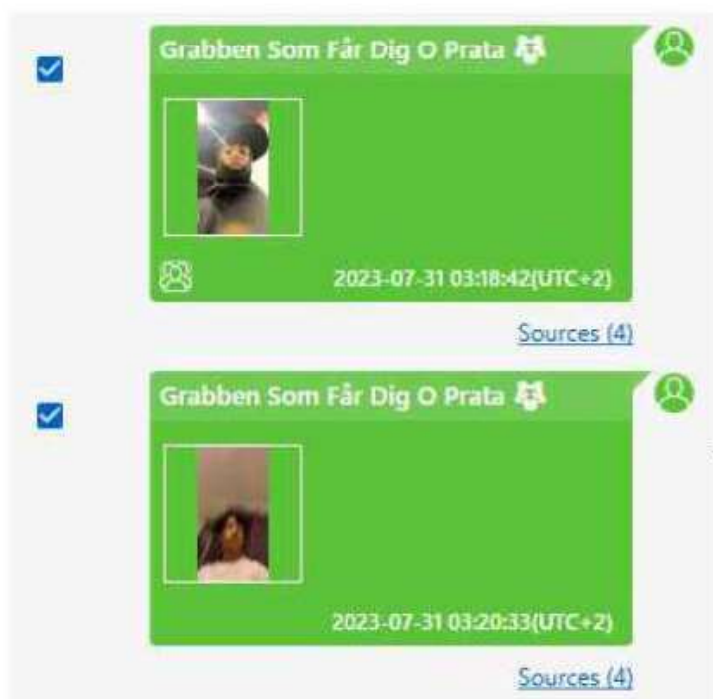 Grabben Som Får Dig O Prata
2023-07-31 03:18:42(UTC+2)
Sources (4)
Grabben Som Får Dig O Prata
2023-07-31 03:20:33(UTC+2)
Sources (4)